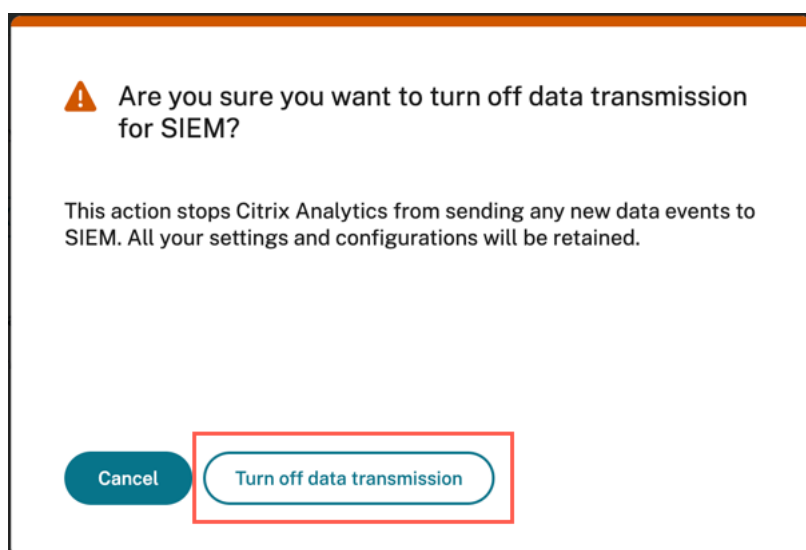 Are you sure you want to turn off data transmission
for SIEM?
This action stops Citrix Analytics from sending any new data events to
SIEM. All your settings and configurations will be retained.
Cancel
Turn off data transmission